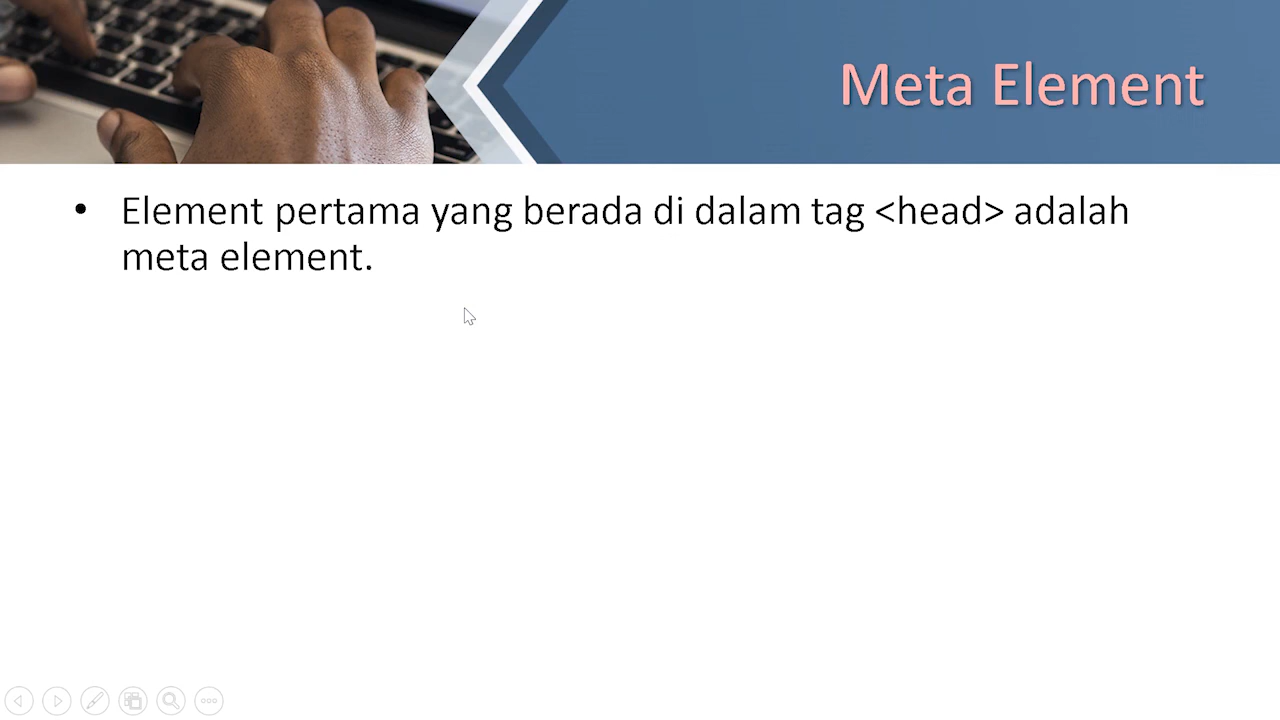 Meta Element
• Element pertama yang berada di dalam tag <head> adalah
meta element.